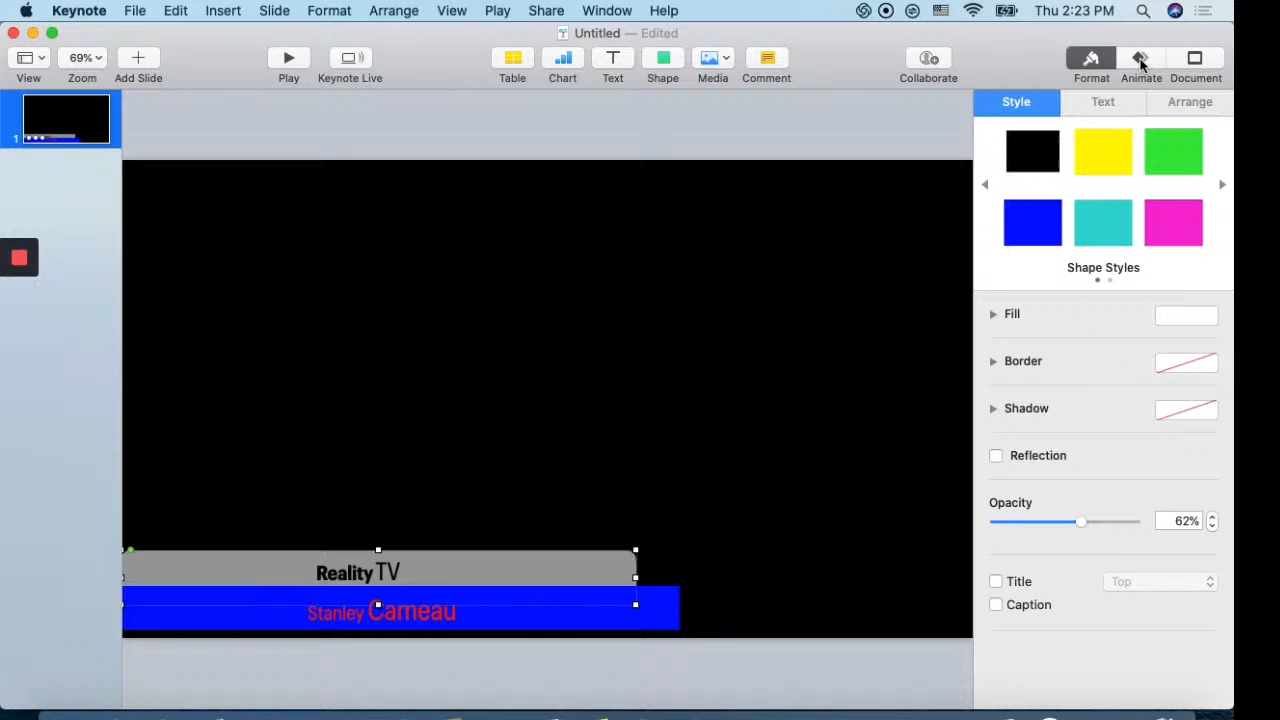 Keynote File Edit Insert Slide Format Arrange View Play Share Window Help Thu 2:23 PM
Untitled — Edited
69%
View Zoom Add Slide Play Keynote Live Table Chart Text Shape Media Comment Collaborate Format Animate Document
Style Text Arrange
1
Shape Styles
Fill
Border
Shadow
Reflection
Opacity
62%
Reality TV
Title Top
Stanley Cameau
Caption